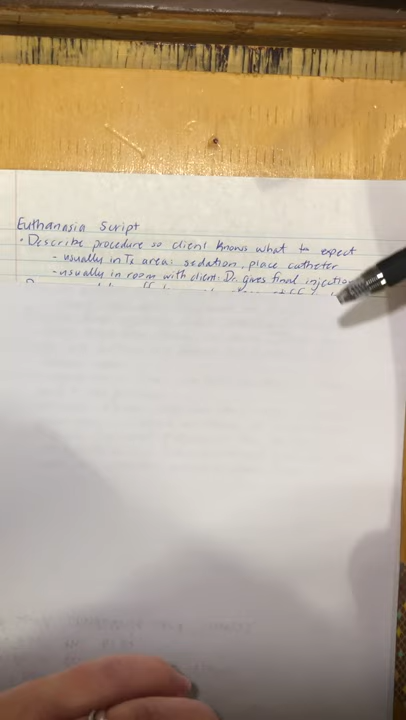 Euthanasia Script
• Describe procedure so client knows what to expect
- usually in Tx area: sedation, place catheter
- usually in room with client: Dr. gives final injection